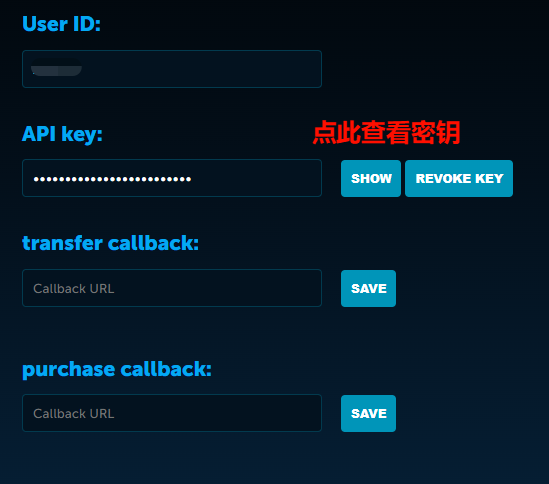 User ID:
API key:
点此查看密钥
•••••••••••••••••••••••••
SHOW
REVOKE KEY
transfer callback:
Callback URL
SAVE
purchase callback:
Callback URL
SAVE